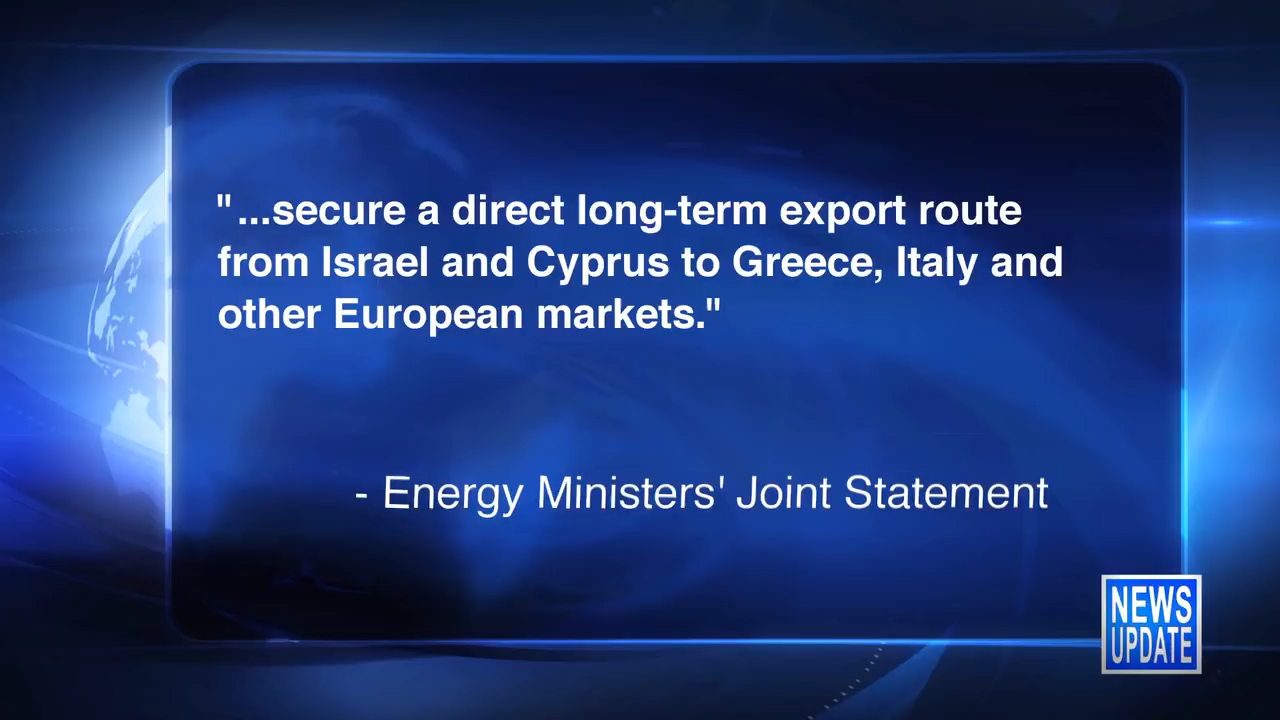 "...secure a direct long-term export route
from Israel and Cyprus to Greece, Italy and
other European markets."
- Energy Ministers' Joint Statement
NEWS
UPDATE